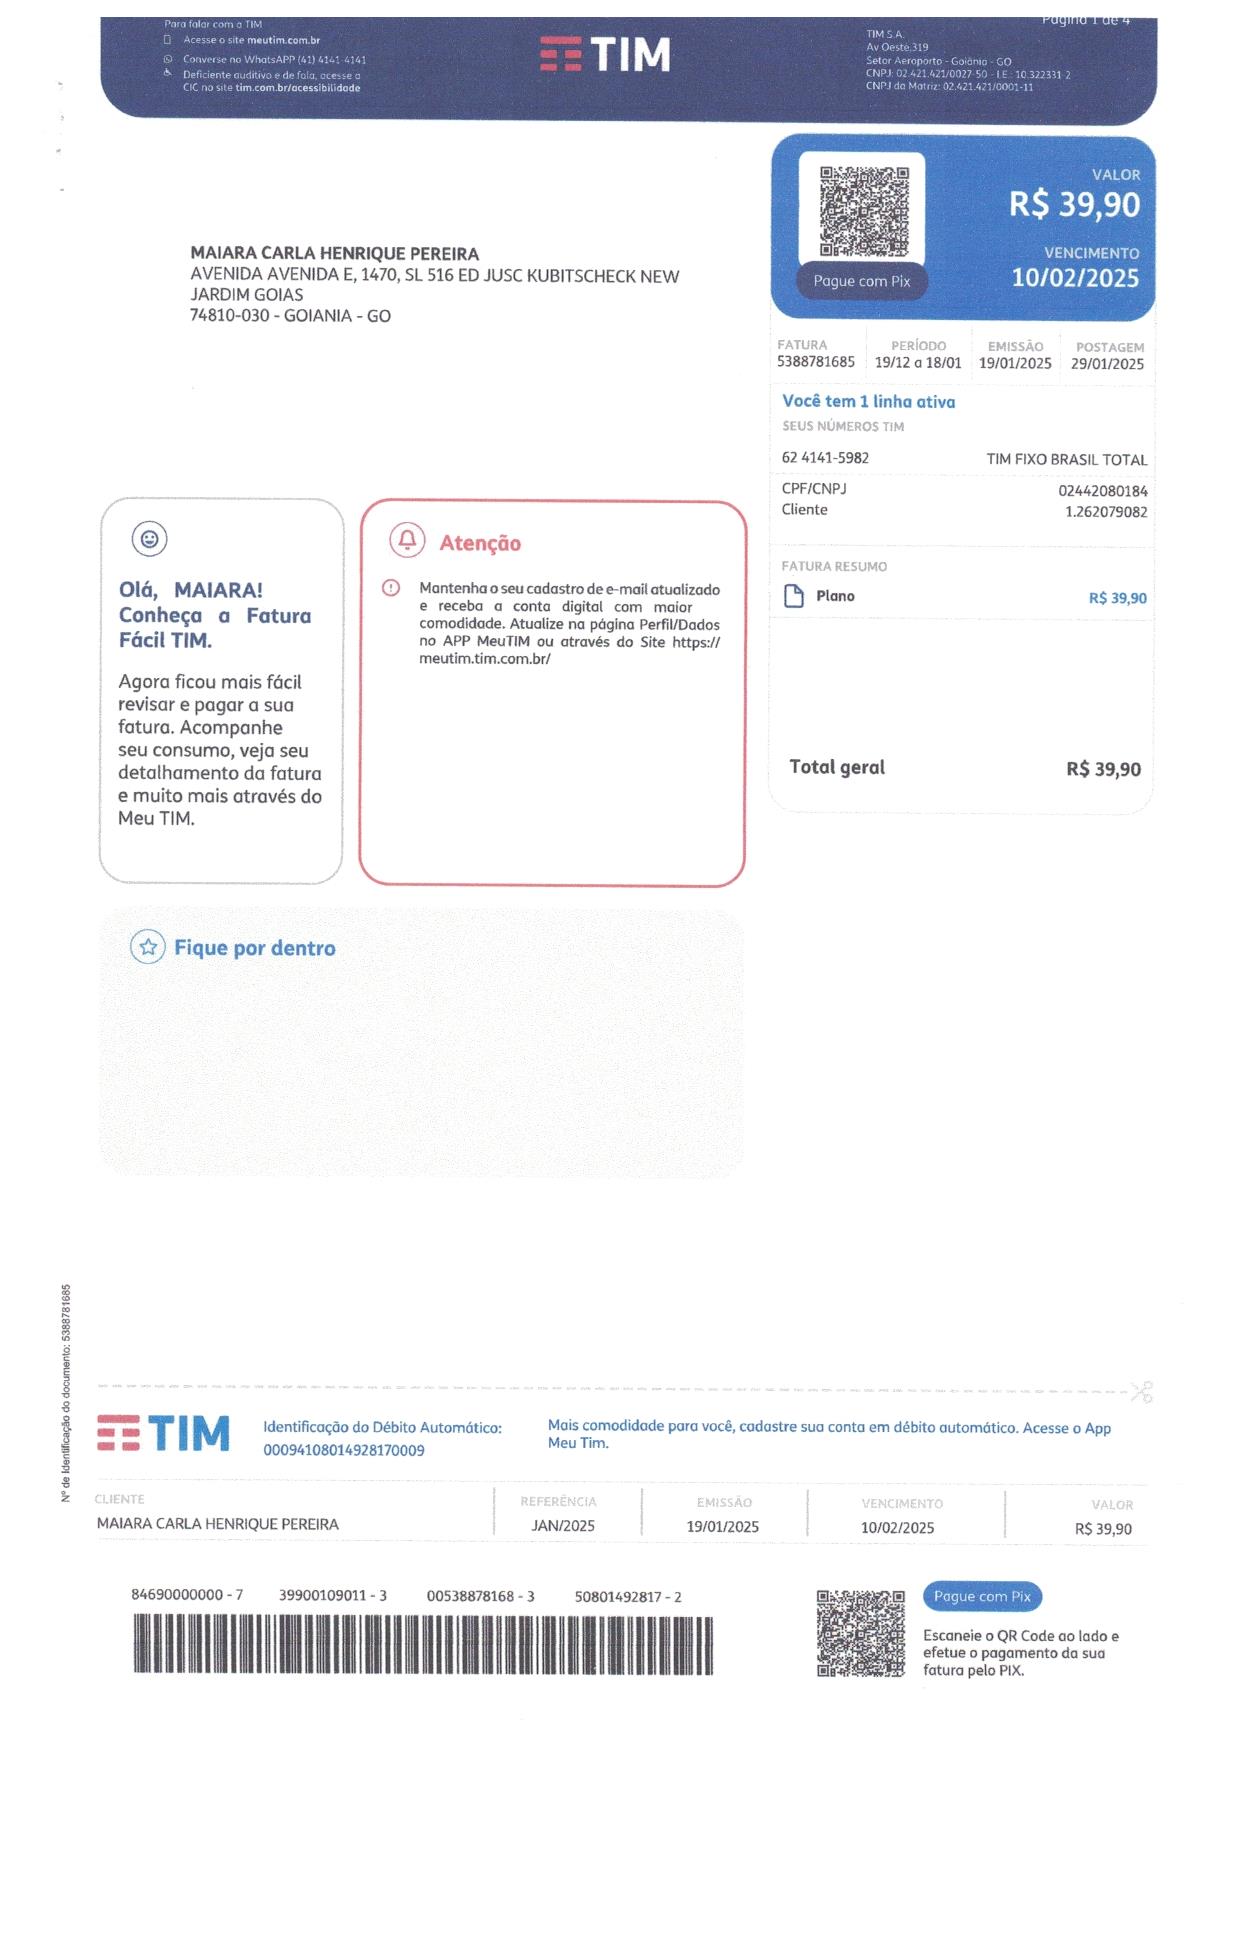 Para falar com a TIM
Acesse o site meutim.com.br
Converse no WhatsAPP (41) 4141-4141
Deficiente auditivo e de fala, acesse a
CIC no site tim.com.br/acessibilidade
TIM
Página 1 de 4
TIM S.A.
Av Oeste,319
Setor Aeroporto - Goiânia - GO
CNPJ: 02.421.421/0027-50 - I.E.: 10.322331-2
CNPJ da Matriz: 02.421.421/0001-11
VALOR
R$ 39,90
VENCIMENTO
10/02/2025
Pague com Pix
MAIARA CARLA HENRIQUE PEREIRA
AVENIDA AVENIDA E, 1470, SL 516 ED JUSC KUBITSCHECK NEW
JARDIM GOIAS
74810-030 - GOIANIA - GO
FATURA PERÍODO EMISSÃO POSTAGEM
5388781685 19/12 a 18/01 19/01/2025 29/01/2025
Você tem 1 linha ativa
SEUS NÚMEROS TIM
62 4141-5982 TIM FIXO BRASIL TOTAL
CPF/CNPJ 02442080184
Cliente 1.262079082
FATURA RESUMO
Plano R$ 39,90
Total geral R$ 39,90
Olá, MAIARA!
Conheça a Fatura
Fácil TIM.
Agora ficou mais fácil
revisar e pagar a sua
fatura. Acompanhe
seu consumo, veja seu
detalhamento da fatura
e muito mais através do
Meu TIM.
Atenção
Mantenha o seu cadastro de e-mail atualizado
e receba a conta digital com maior
comodidade. Atualize na página Perfil/Dados
no APP MeuTIM ou através do Site https://
meutim.tim.com.br/
Fique por dentro
Nº de Identificação do documento: 5388781685
TIM
Identificação do Débito Automático:
00094108014928170009
Mais comodidade para você, cadastre sua conta em débito automático. Acesse o App
Meu Tim.
CLIENTE REFERÊNCIA EMISSÃO VENCIMENTO VALOR
MAIARA CARLA HENRIQUE PEREIRA JAN/2025 19/01/2025 10/02/2025 R$ 39,90
84690000000 - 7 39900109011 - 3 00538878168 - 3 50801492817 - 2
Pague com Pix
Escaneie o QR Code ao lado e
efetue o pagamento da sua
fatura pelo PIX.